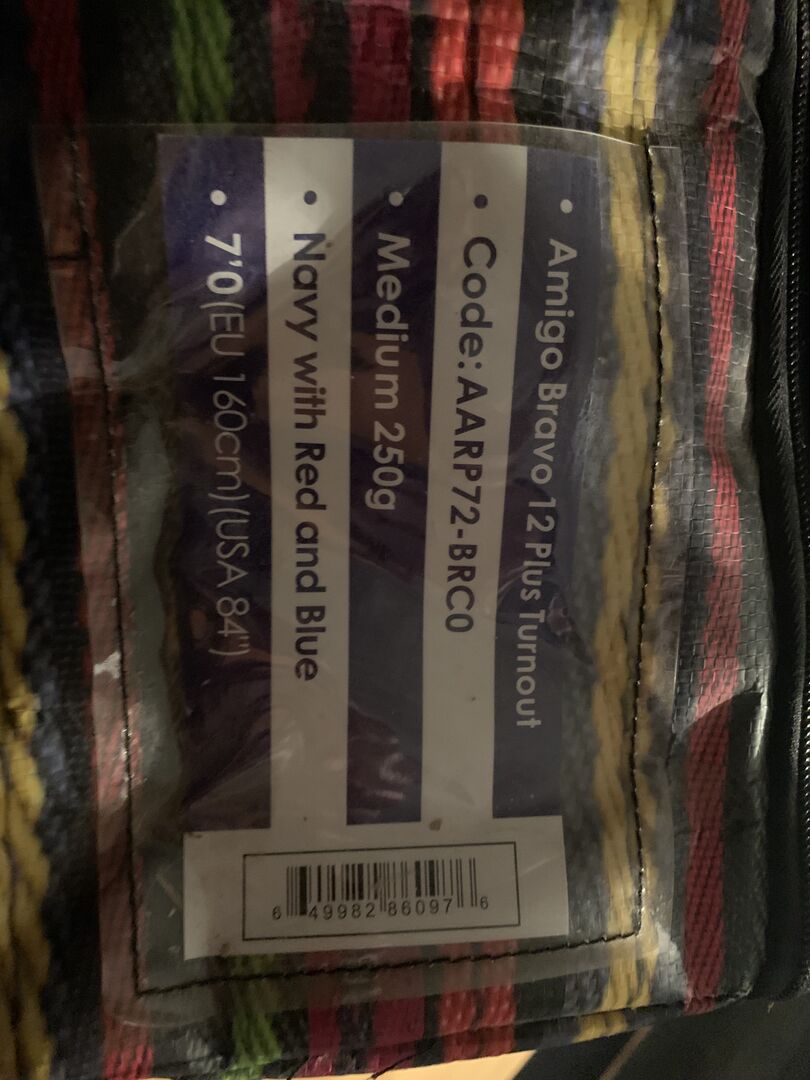 • Amigo Bravo 12 Plus Turnout
• Code: AARP72-BRC0
• Medium 250g
• Navy with Red and Blue
• 7'0 (EU 160cm) (USA 84")
6 49982 86097 6